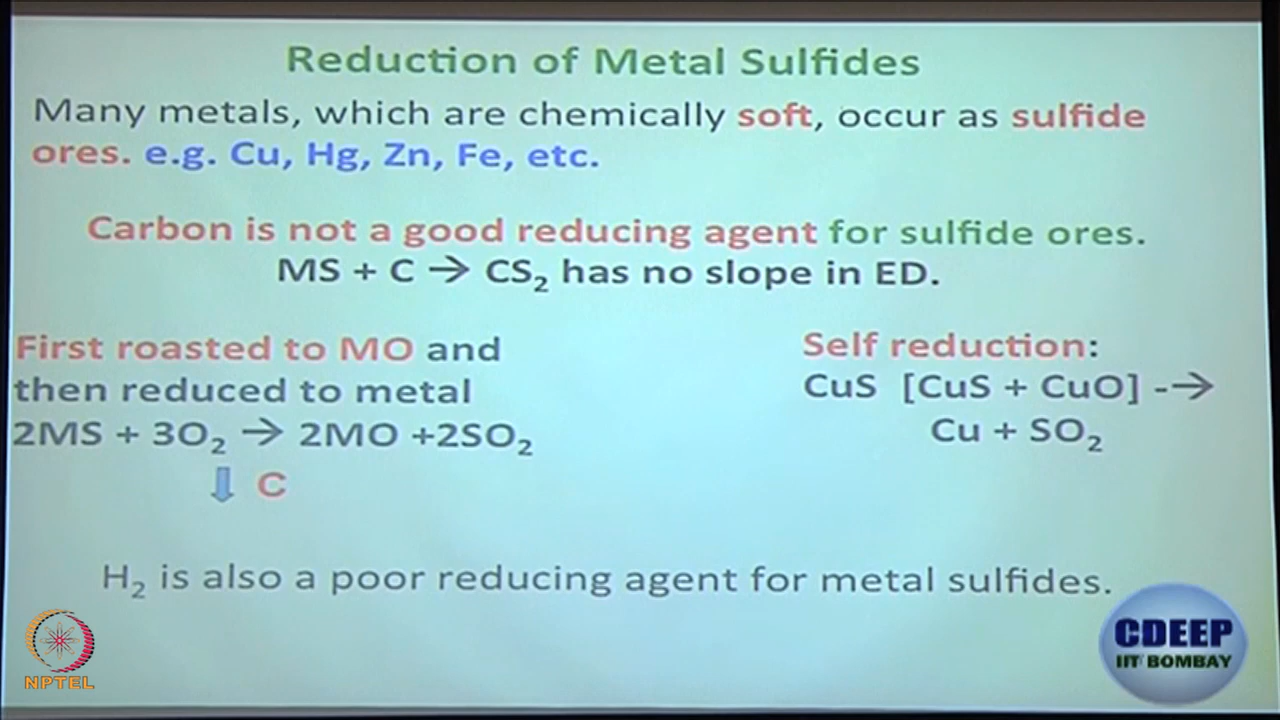 Reduction of Metal Sulfides
Many metals, which are chemically soft, occur as sulfide
ores. e.g. Cu, Hg, Zn, Fe, etc.
Carbon is not a good reducing agent for sulfide ores.
MS + C → CS₂ has no slope in ED.
First roasted to MO and
then reduced to metal
2MS + 3O₂ → 2MO +2SO₂
⇓ C
Self reduction:
CuS [CuS + CuO] -→
Cu + SO₂
H₂ is also a poor reducing agent for metal sulfides.
NPTEL
CDEEP
IIT BOMBAY